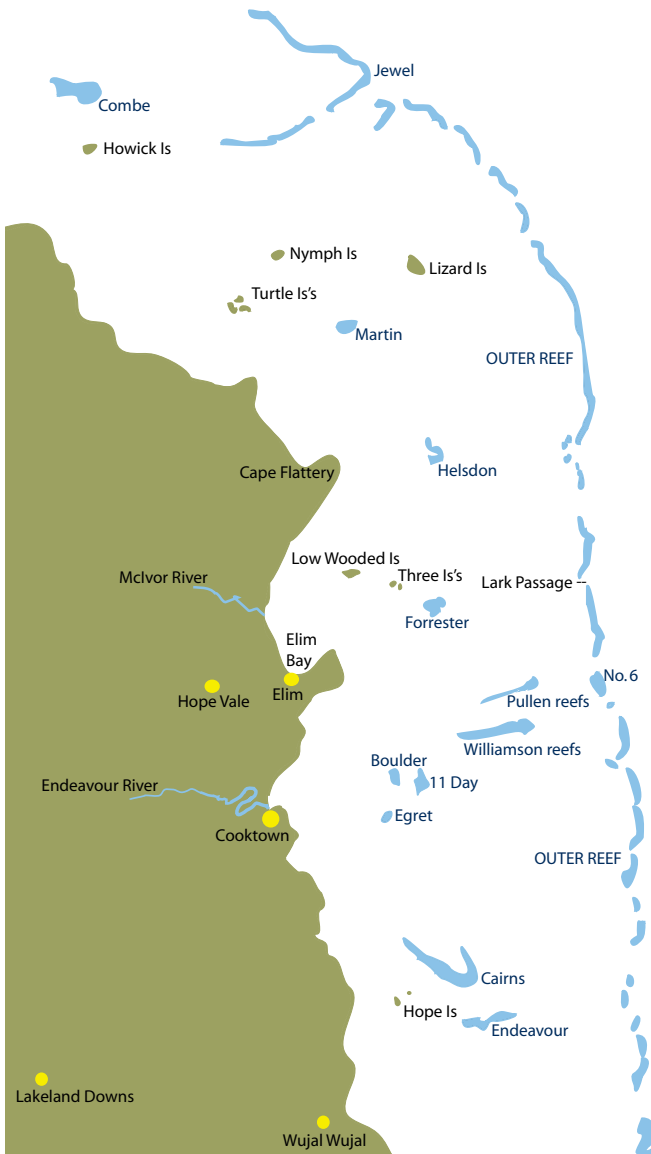 Jewel
Combe
Howick Is
Nymph Is
Lizard Is
Turtle Is's
Martin
OUTER REEF
Cape Flattery
Helsdon
Low Wooded Is
McIvor River
Three Is's
Lark Passage --
Forrester
Elim
Bay
No. 6
Hope Vale
Elim
Pullen reefs
Williamson reefs
Boulder
11 Day
Endeavour River
Egret
Cooktown
OUTER REEF
Cairns
Hope Is
Endeavour
Lakeland Downs
Wujal Wujal